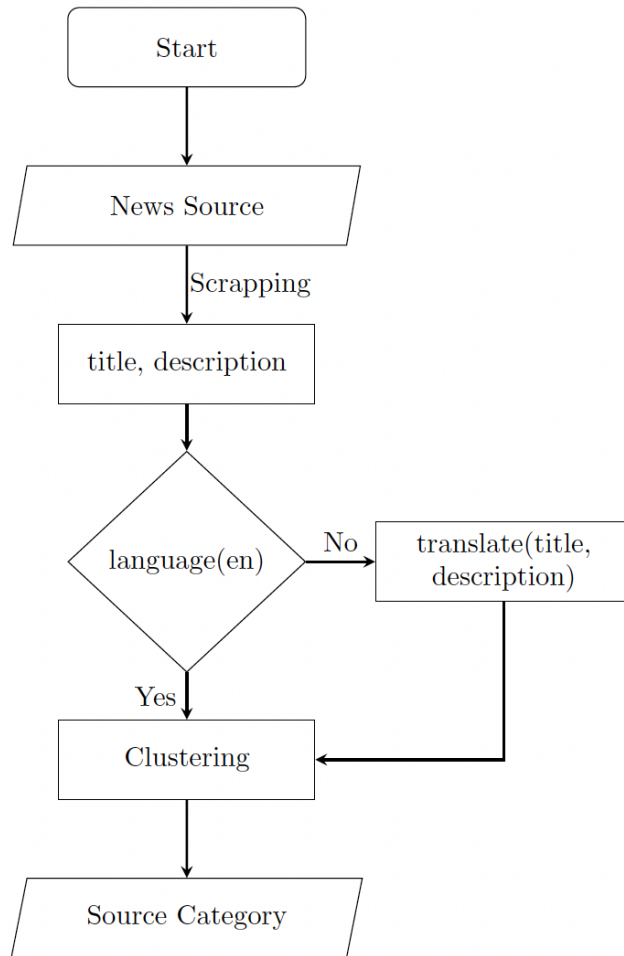 Start
News Source
Scrapping
title, description
language(en)
No
translate(title,
description)
Yes
Clustering
Source Category